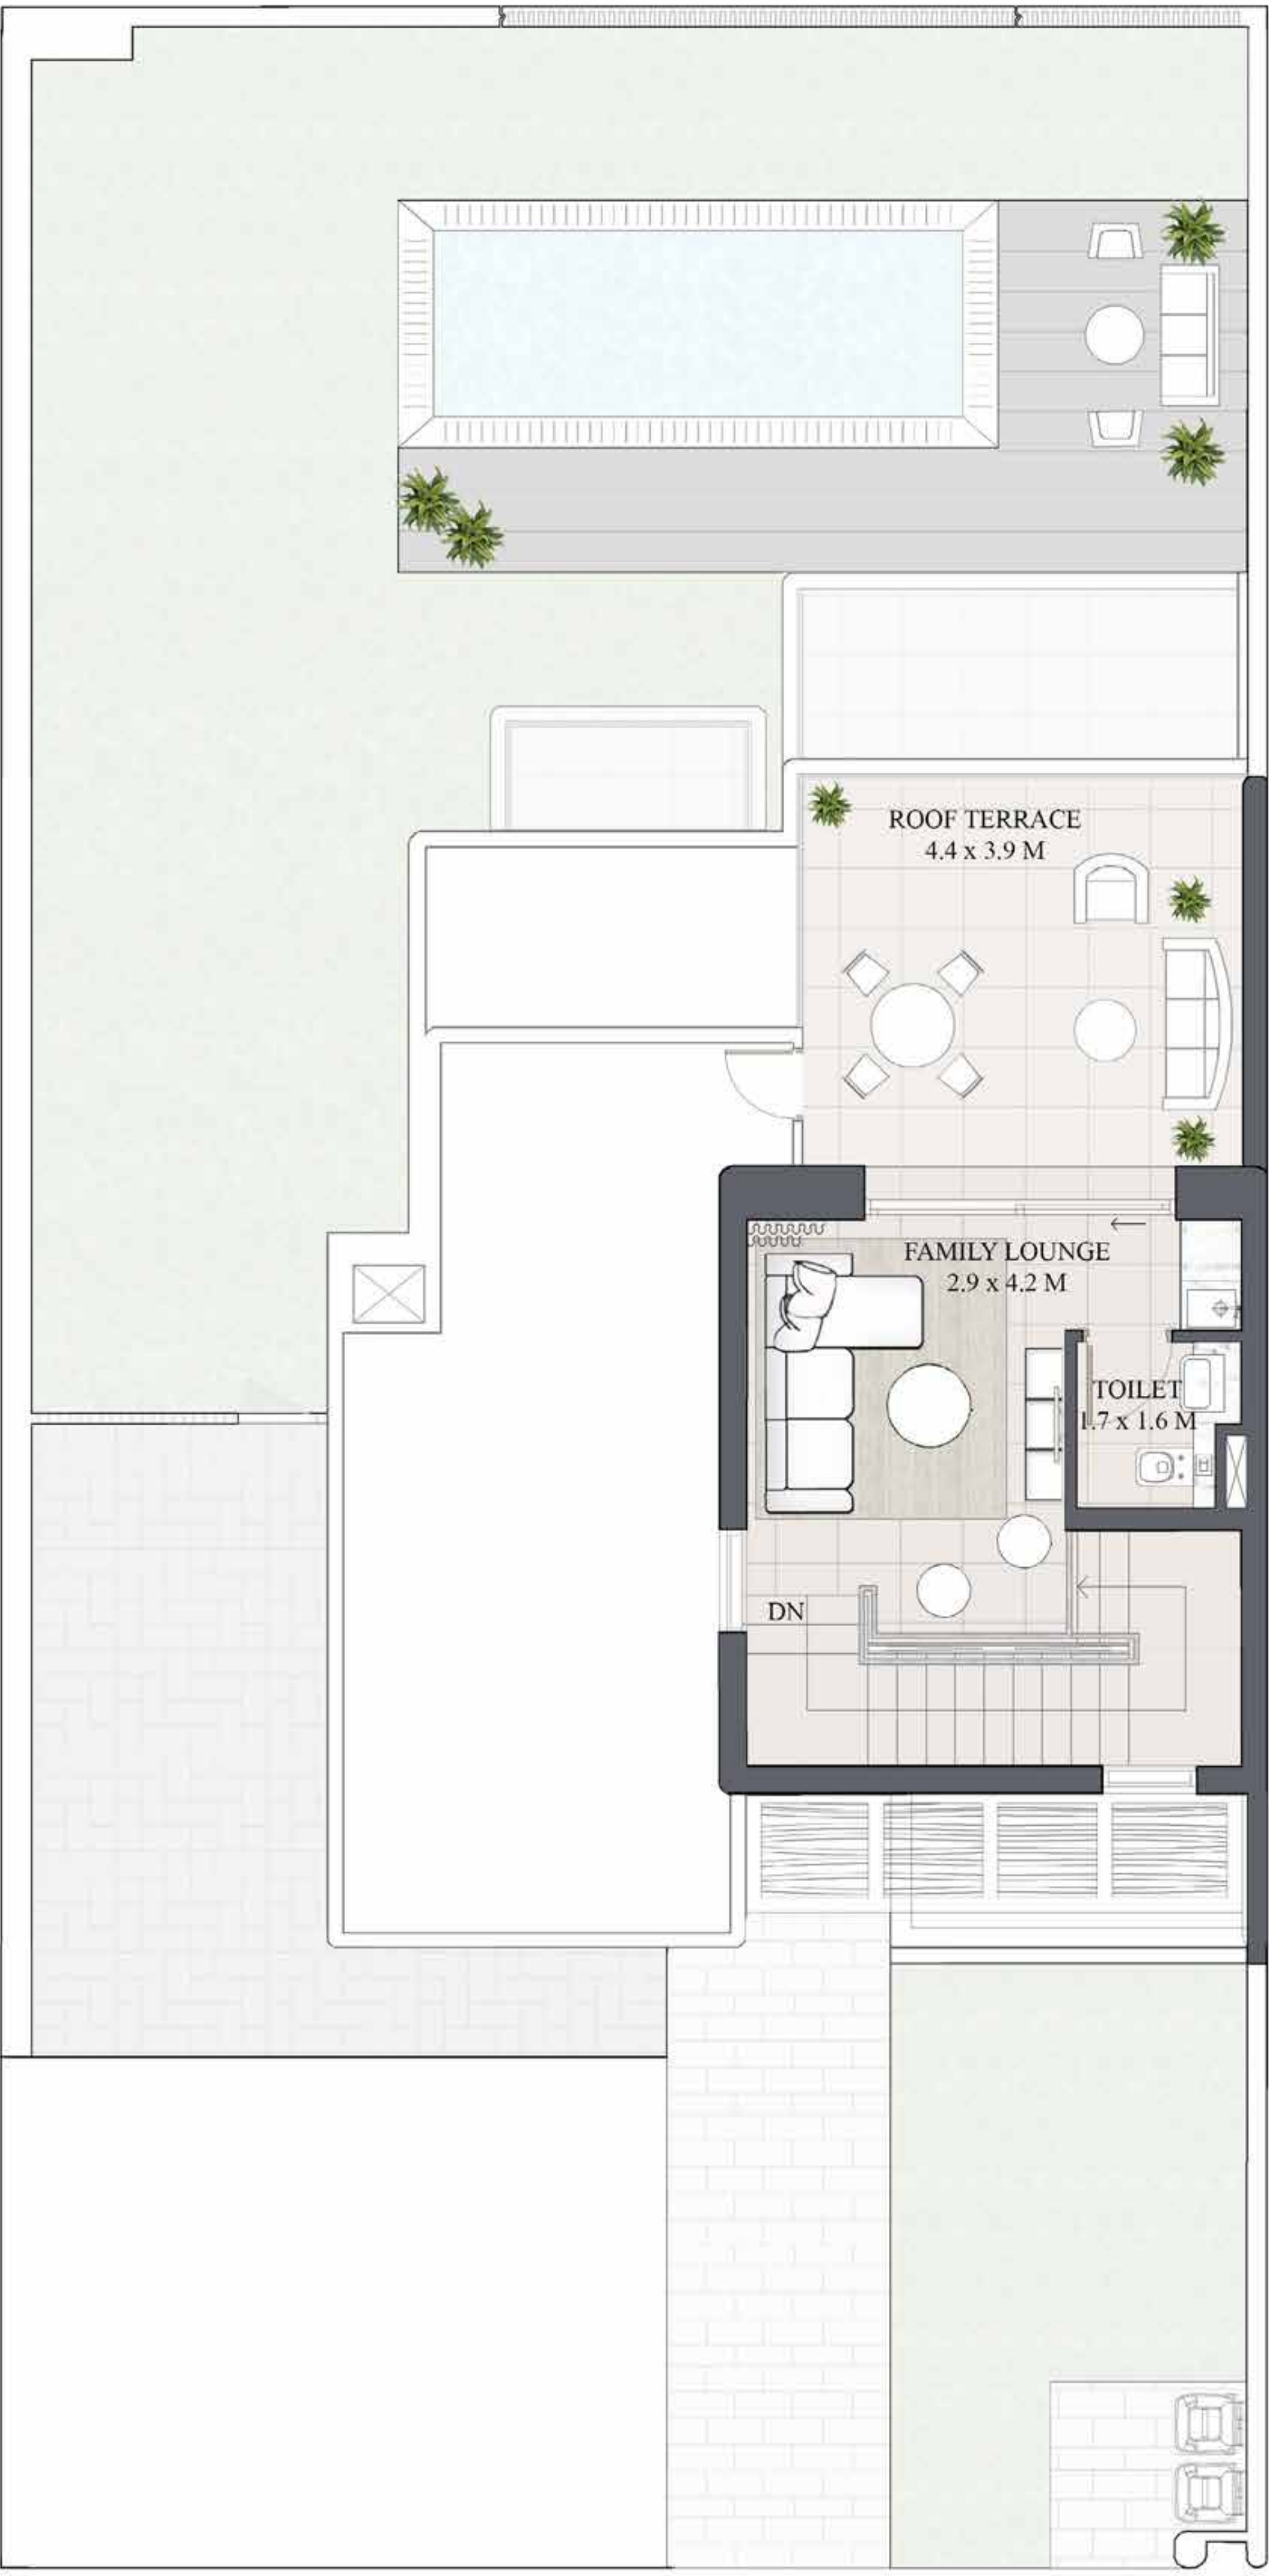 ROOF TERRACE
4.4 x 3.9 M
FAMILY LOUNGE
2.9 x 4.2 M
TOILET
1.7 x 1.6 M
DN